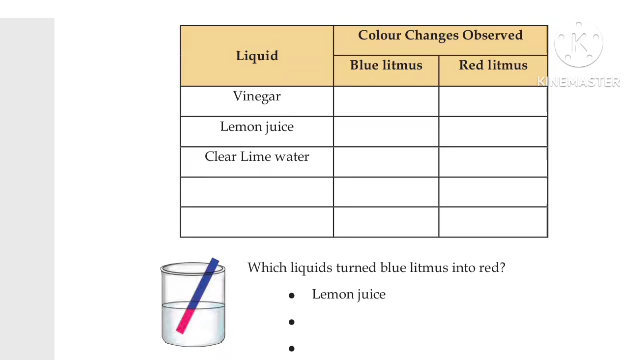 Colour Changes Observed
Liquid
Blue litmus
Red litmus
KINEMASTER
Vinegar
Lemon juice
Clear Lime water
Which liquids turned blue litmus into red?
• Lemon juice
•
•